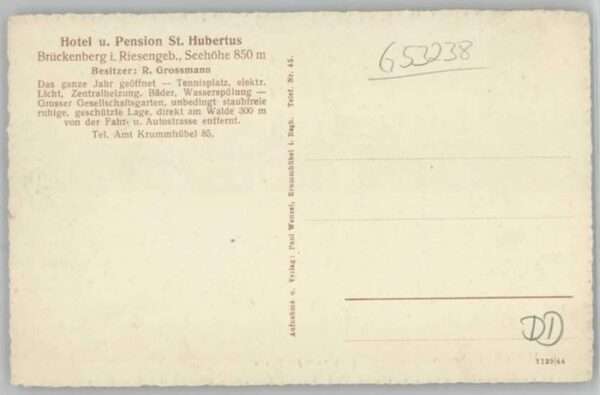 Hotel u. Pension St. Hubertus
Brückenberg i. Riesengeb., Seehöhe 850 m
Besitzer: R. Grossmann
Das ganze Jahr geöffnet — Tennisplatz, elektr.
Licht, Zentralheizung, Bäder, Wasserspülung —
Grosser Gesellschaftsgarten, unbedingt staubfreie
ruhige, geschützte Lage, direkt am Walde 300 m
von der Fahr- u. Autostrasse entfernt.
Tel. Amt Krummhübel 85.
Aufnahme u. Verlag: Paul Wenzel, Krummhübel i. Rsgb. Telef. Nr. 45.
G53238
DD